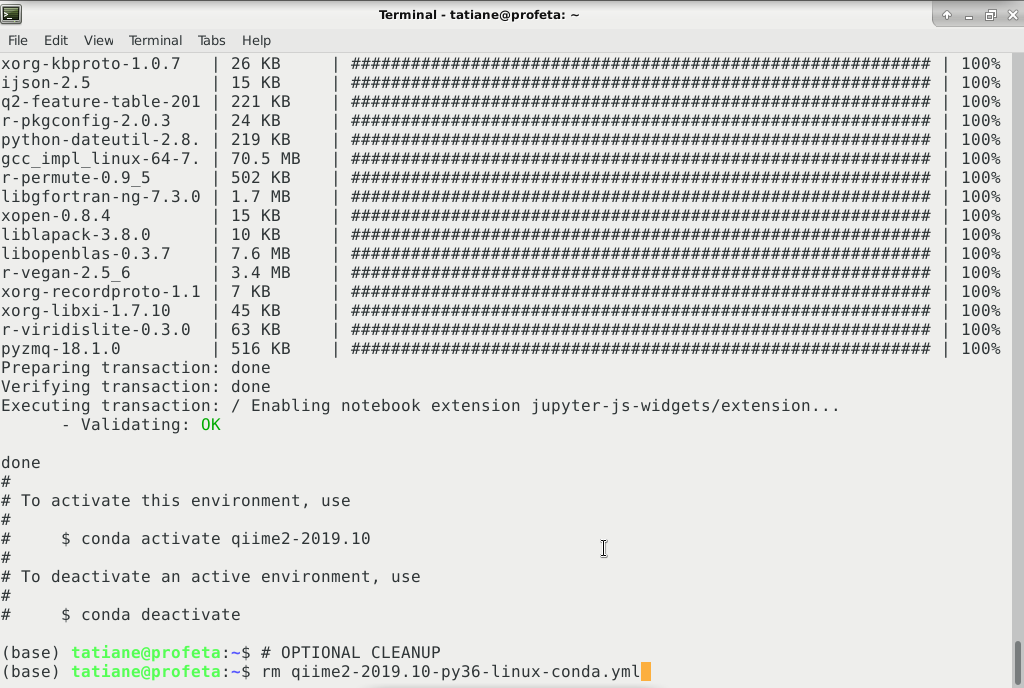 Terminal - tatiane@profeta: ~
File Edit View Terminal Tabs Help
xorg-kbproto-1.0.7 | 26 KB | ########################################################## | 100%
ijson-2.5 | 15 KB | ########################################################## | 100%
q2-feature-table-201 | 221 KB | ########################################################## | 100%
r-pkgconfig-2.0.3 | 24 KB | ########################################################## | 100%
python-dateutil-2.8. | 219 KB | ########################################################## | 100%
gcc_impl_linux-64-7. | 70.5 MB | ########################################################## | 100%
r-permute-0.9_5 | 502 KB | ########################################################## | 100%
libgfortran-ng-7.3.0 | 1.7 MB | ########################################################## | 100%
xopen-0.8.4 | 15 KB | ########################################################## | 100%
liblapack-3.8.0 | 10 KB | ########################################################## | 100%
libopenblas-0.3.7 | 7.6 MB | ########################################################## | 100%
r-vegan-2.5_6 | 3.4 MB | ########################################################## | 100%
xorg-recordproto-1.1 | 7 KB | ########################################################## | 100%
xorg-libxi-1.7.10 | 45 KB | ########################################################## | 100%
r-viridislite-0.3.0 | 63 KB | ########################################################## | 100%
pyzmq-18.1.0 | 516 KB | ########################################################## | 100%
Preparing transaction: done
Verifying transaction: done
Executing transaction: / Enabling notebook extension jupyter-js-widgets/extension...
- Validating: OK
done
#
# To activate this environment, use
#
# $ conda activate qiime2-2019.10
#
# To deactivate an active environment, use
#
# $ conda deactivate
(base) tatiane@profeta:~$ # OPTIONAL CLEANUP
(base) tatiane@profeta:~$ rm qiime2-2019.10-py36-linux-conda.yml